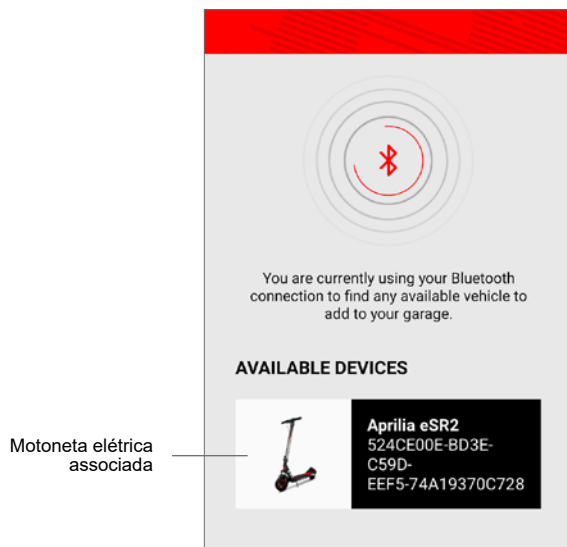 You are currently using your Bluetooth
connection to find any available vehicle to
add to your garage.
AVAILABLE DEVICES
Motoneta elétrica
associada
Aprilia eSR2
524CE00E-BD3E-
C59D-
EEF5-74A19370C728